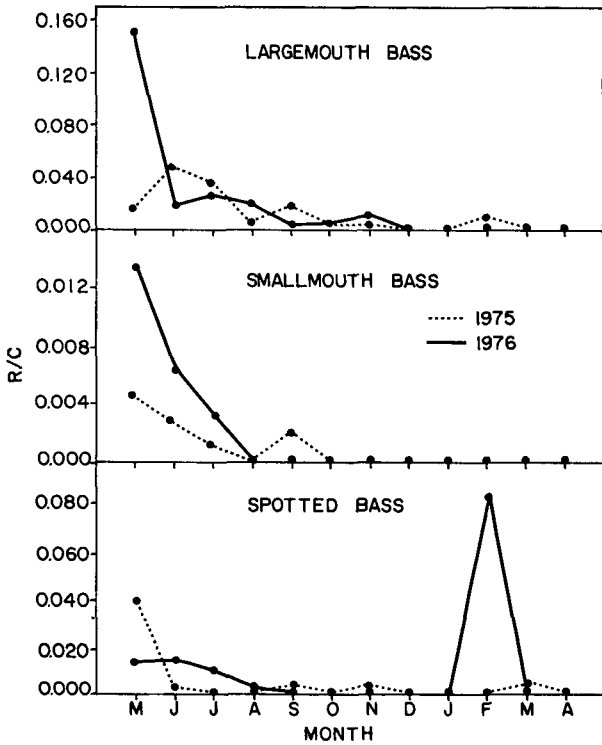 0.160
LARGEMOUTH BASS
0.120
0.080
0.040
0.000
SMALLMOUTH BASS
0.012
1975
1976
0.008
R/C
0.004
0.000
SPOTTED BASS
0.080
0.060
0.040
0.020
0.000
M J J A S O N D J F M A
MONTH